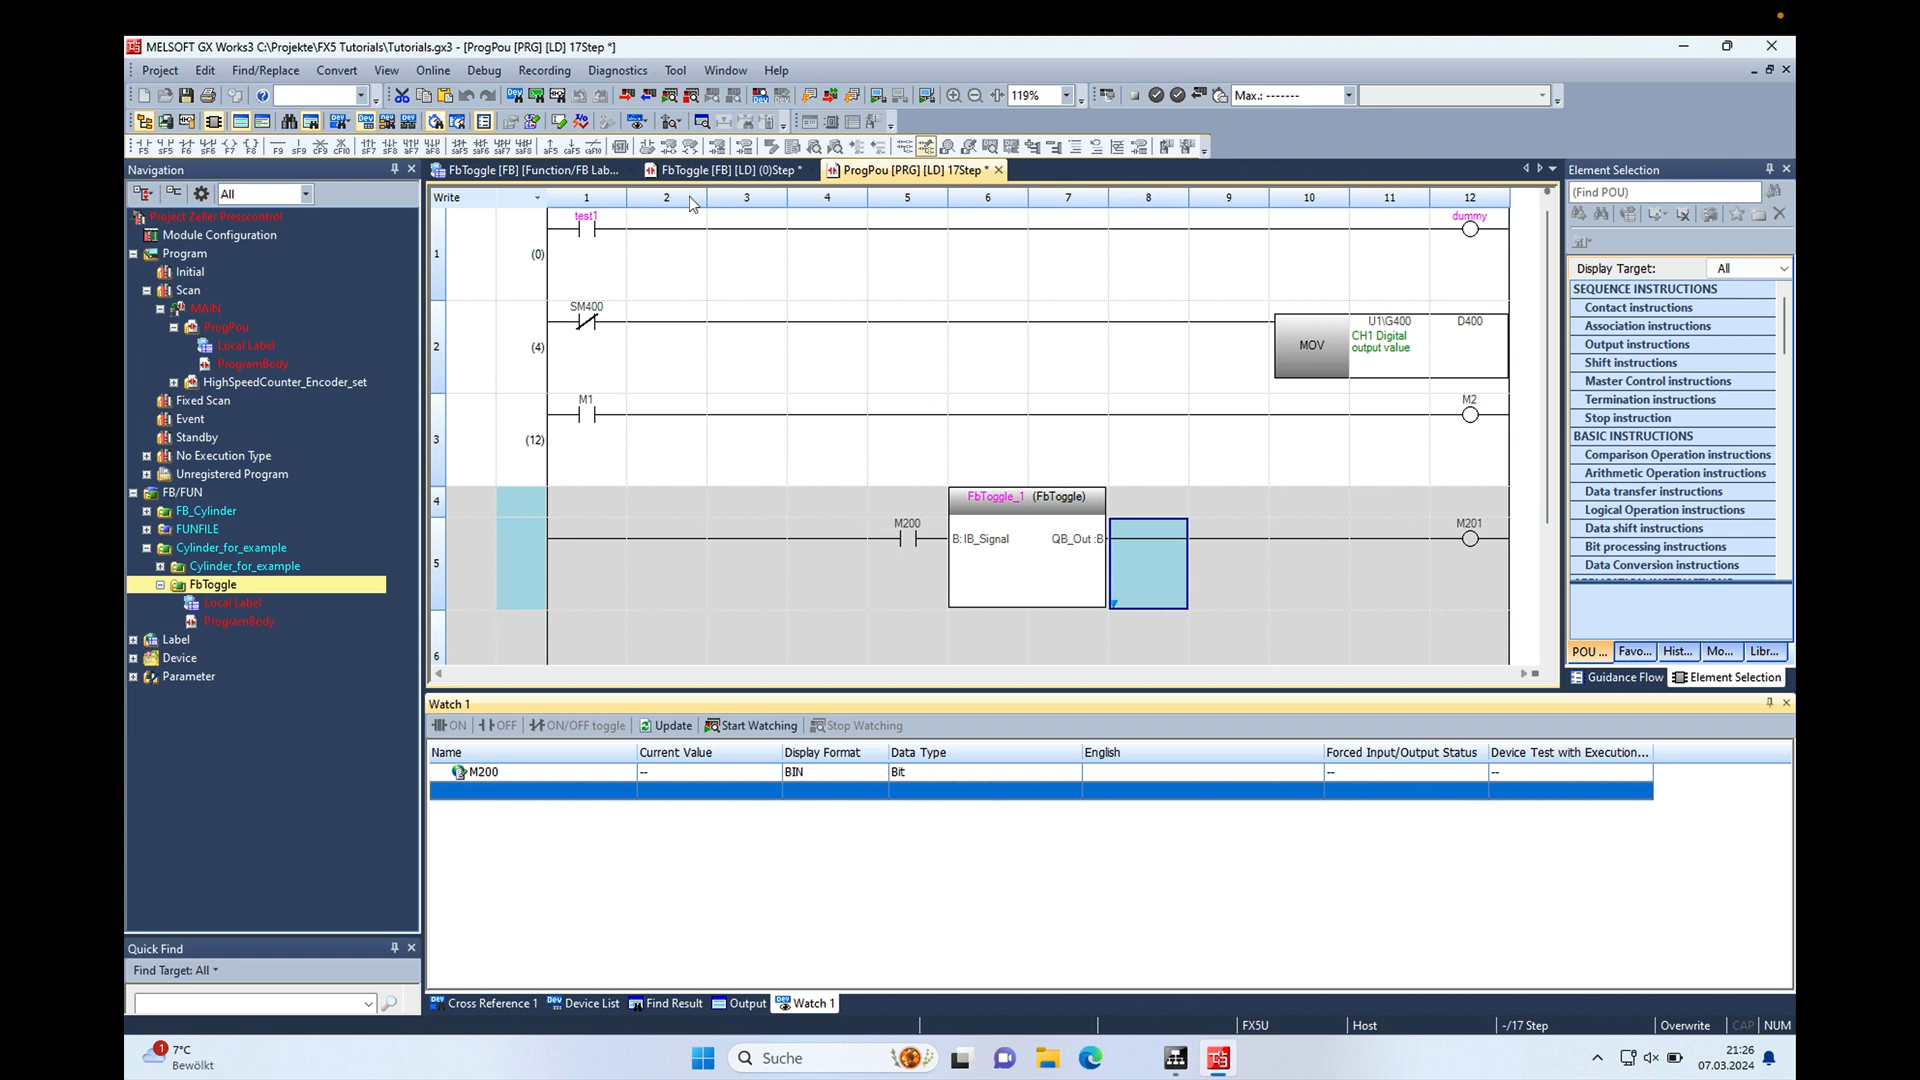 MELSOFT GX Works3 C:\Projekte\FX5 Tutorials\Tutorials.gx3 - [ProgPou [PRG] [LD] 17Step *]
Project Edit Find/Replace Convert View Online Debug Recording Diagnostics Tool Window Help
119% Max.: -------
Navigation
All
Project Zeller Presscontrol
Module Configuration
Program
Initial
Scan
MAIN
ProgPou
Local Label
ProgramBody
HighSpeedCounter_Encoder_set
Fixed Scan
Event
Standby
No Execution Type
Unregistered Program
FB/FUN
FB_Cylinder
FUNFILE
Cylinder_for_example
Cylinder_for_example
FbToggle
Local Label
ProgramBody
Label
Device
Parameter
Quick Find
Find Target: All
FbToggle [FB] [Function/FB Lab...
FbToggle [FB] [LD] (0)Step *
ProgPou [PRG] [LD] 17Step *
Write 1 2 3 4 5 6 7 8 9 10 11 12
test1 dummy
1 (0)
SM400 U1\G400 D400
CH1 Digital
output value
MOV
2 (4)
M1 M2
3 (12)
4 FbToggle_1 (FbToggle)
M200 M201
B: IB_Signal QB_Out :B
5
6
Watch 1
ON OFF ON/OFF toggle Update Start Watching Stop Watching
Name Current Value Display Format Data Type English Forced Input/Output Status Device Test with Execution...
M200 -- BIN Bit -- --
Cross Reference 1 Device List Find Result Output Watch 1
Element Selection
(Find POU)
Display Target: All
SEQUENCE INSTRUCTIONS
Contact instructions
Association instructions
Output instructions
Shift instructions
Master Control instructions
Termination instructions
Stop instruction
BASIC INSTRUCTIONS
Comparison Operation instructions
Arithmetic Operation instructions
Data transfer instructions
Logical Operation instructions
Data shift instructions
Bit processing instructions
Data Conversion instructions
POU ... Favo... Hist... Mo... Libr...
Guidance Flow Element Selection
FX5U Host -/17 Step Overwrite CAP NUM
1
7°C
Bewölkt
Suche
21:26
07.03.2024